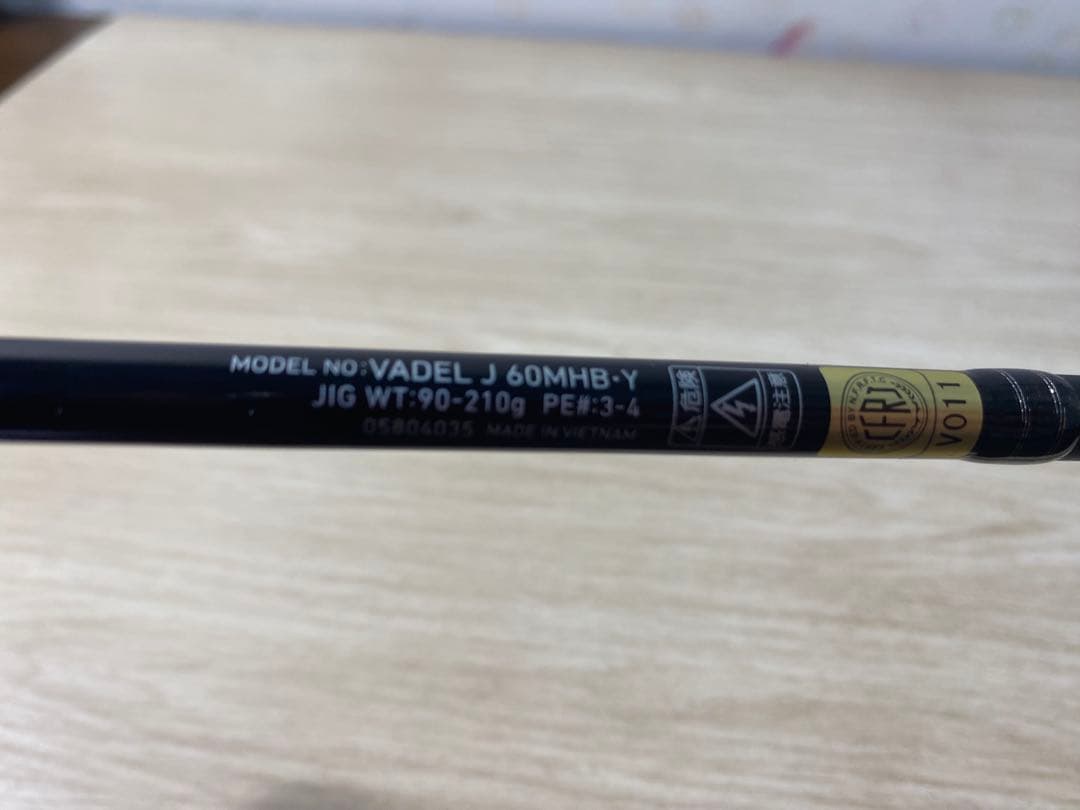 MODEL NO:VADEL J 60MHB·Y
JIG WT:90-210g PE#:3-4
05804035 MADE IN VIETNAM
危険
感電注意
CFRJ
V011